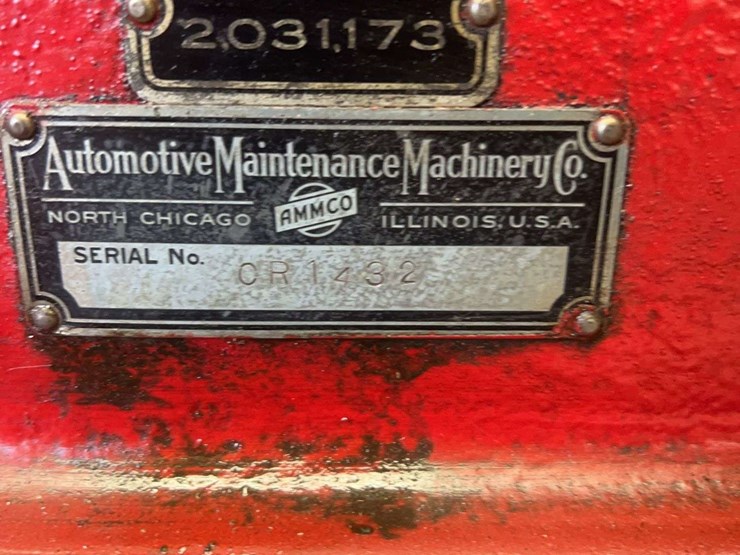 2,031,173
Automotive Maintenance Machinery Co.
NORTH CHICAGO AMMCO ILLINOIS, U.S.A.
SERIAL No. CR1432